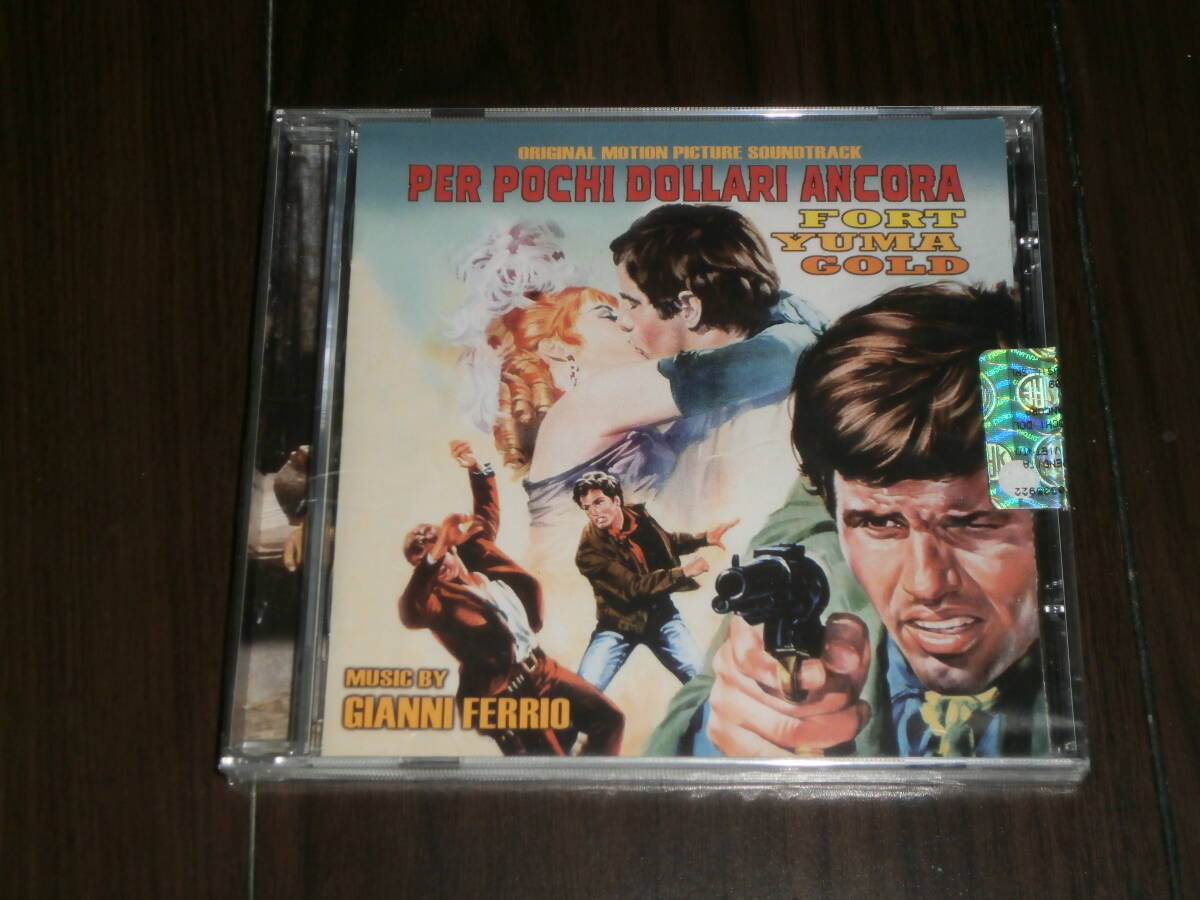 ORIGINAL MOTION PICTURE SOUNDTRACK
PER POCHI DOLLARI ANCORA
FORT
YUMA
GOLD
MUSIC BY
GIANNI FERRIO